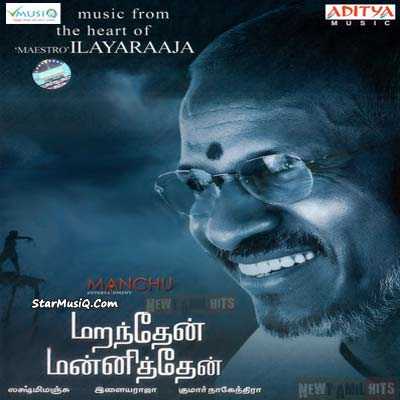 VMUSIQ
music from
the heart of
'MAESTRO' ILAYARAAJA
ADITYA
MUSIC
MANCHU
ENTERTAINMENT
StarMusiQ.Com
NEW TAMIL HITS
மறந்தேன்
மன்னித்தேன்
லக்ஷ்மிமஞ்சு இளையராஜா குமார்நாகேந்திரா
NEW TAMIL HITS